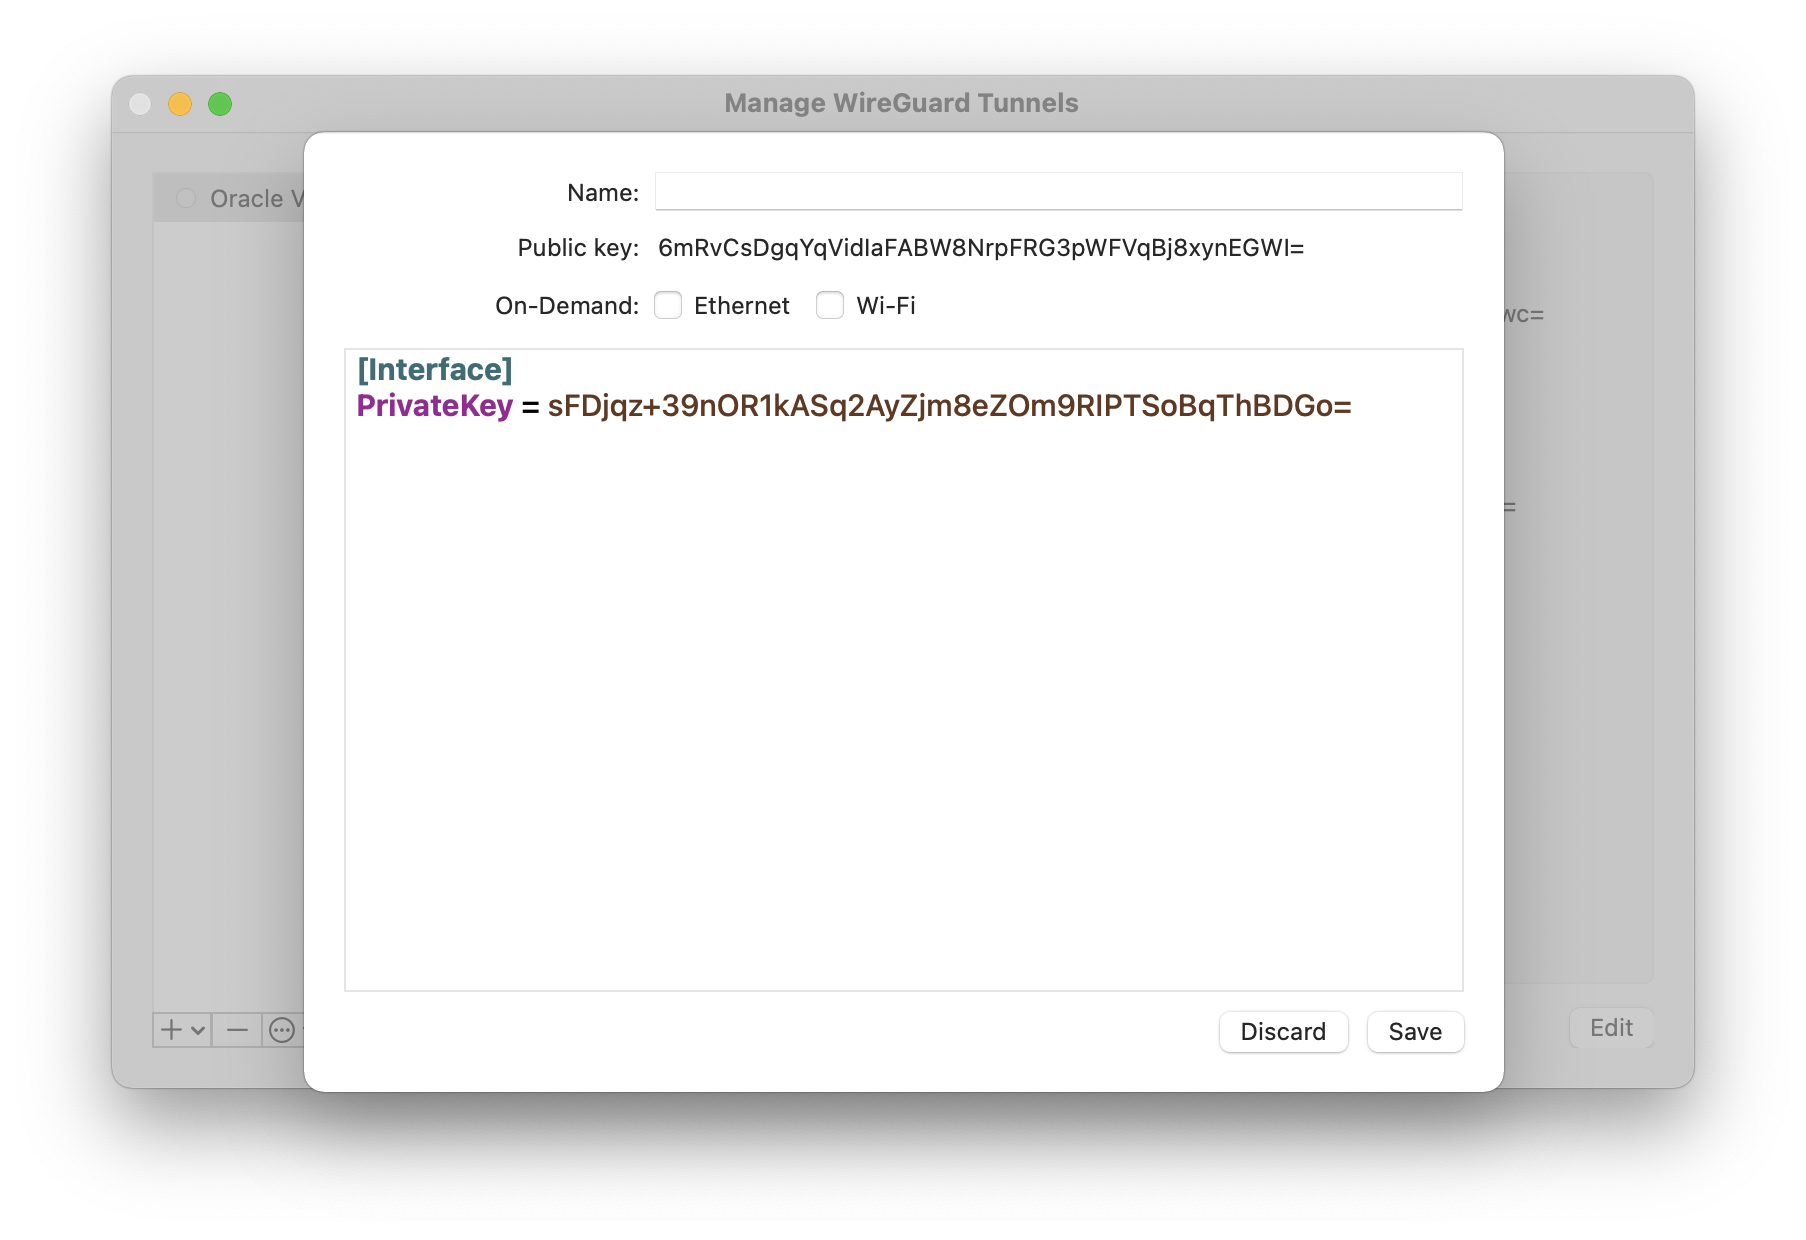 Manage WireGuard Tunnels
Oracle V
Name:
Public key: 6mRvCsDgqYqVidIaFABW8NrpFRG3pWFVqBj8xynEGWI=
On-Demand: Ethernet Wi-Fi
wc=
[Interface]
PrivateKey = sFDjqz+39nOR1kASq2AyZjm8eZOm9RIPTSoBqThBDGo=
=
Discard Save
Edit